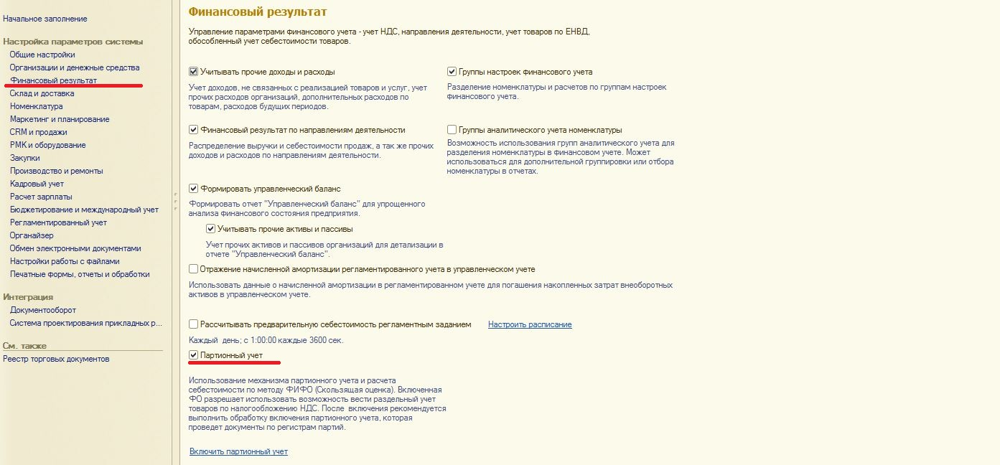 Начальное заполнение
Настройка параметров системы
Общие настройки
Организации и денежные средства
Финансовый результат
Склад и доставка
Номенклатура
Маркетинг и планирование
CRM и продажи
РМК и оборудование
Закупки
Производство и ремонты
Кадровый учет
Расчет зарплаты
Бюджетирование и международный учет
Регламентированный учет
Органайзер
Обмен электронными документами
Настройки работы с файлами
Печатные формы, отчеты и обработки
Интеграция
Документооборот
Система проектирования прикладных р...
См. также
Реестр торговых документов
Финансовый результат
Управление параметрами финансового учета - учет НДС, направления деятельности, учет товаров по ЕНВД,
обособленный учет себестоимости товаров.
Учитывать прочие доходы и расходы
Учет доходов, не связанных с реализацией товаров и услуг, учет
прочих расходов организаций, дополнительных расходов по
товарам, расходов будущих периодов.
Группы настроек финансового учета
Разделение номенклатуры и расчетов по группам настроек
финансового учета.
Финансовый результат по направлениям деятельности
Распределение выручки и себестоимости продаж, а так же прочих
доходов и расходов по направлениям деятельности.
Группы аналитического учета номенклатуры
Возможность использования групп аналитического учета для
разделения номенклатуры в финансовом учете. Может
использоваться для дополнительной группировки или отбора
номенклатуры в отчетах.
Формировать управленческий баланс
Формировать отчет "Управленческий баланс" для упрощенного
анализа финансового состояния предприятия.
Учитывать прочие активы и пассивы
Учет прочих активов и пассивов организаций для детализации в
отчете "Управленческий баланс".
Отражение начисленной амортизации регламентированного учета в управленческом учете
Использовать данные о начисленной амортизации в регламентированном учете для погашения накопленных затрат внеоборотных
активов в управленческом учете.
Рассчитывать предварительную себестоимость регламентным заданием Настроить расписание
Каждый день; с 1:00:00 каждые 3600 сек.
Партионный учет
Использование механизма партионного учета и расчета
себестоимости по методу ФИФО (Скользящая оценка). Включенная
ФО разрешает использовать возможность вести раздельный учет
товаров по налогообложению НДС. После включения рекомендуется
выполнить обработку включения партионного учета, которая
проведет документы по регистрам партий.
Включить партионный учет